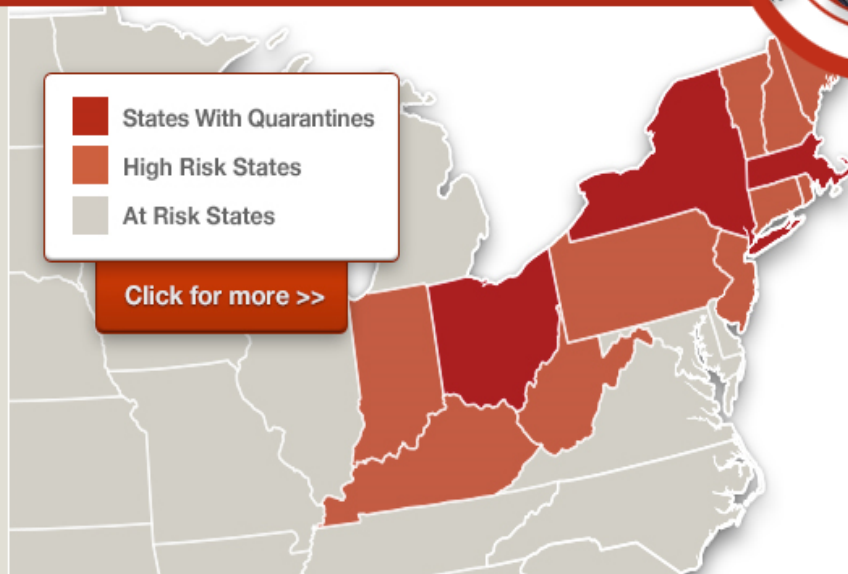 States With Quarantines
High Risk States
At Risk States
Click for more >>